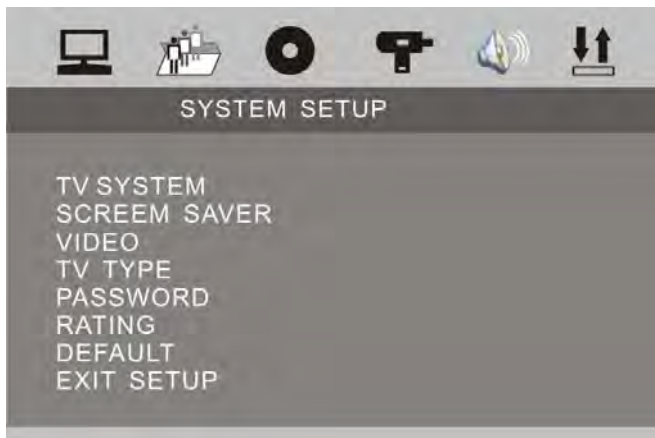 SYSTEM SETUP
TV SYSTEM
SCREEM SAVER
VIDEO
TV TYPE
PASSWORD
RATING
DEFAULT
EXIT SETUP